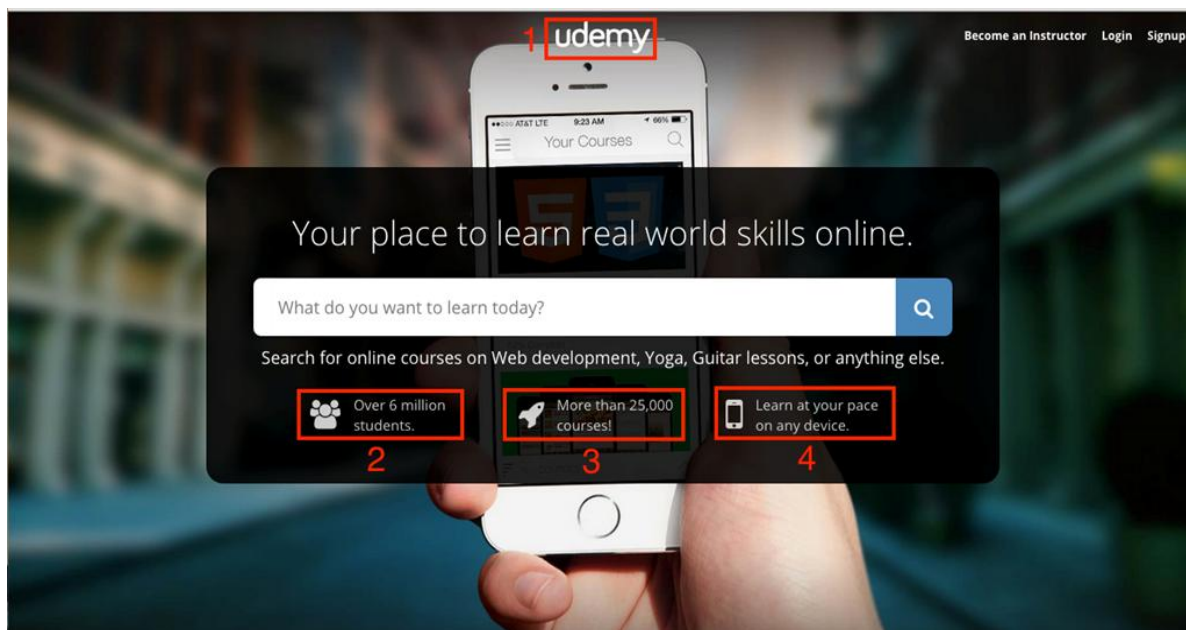 1 udemy
Become an Instructor Login Signup
AT&T LTE 9:23 AM 66%
Your Courses
Your place to learn real world skills online.
What do you want to learn today?
Search for online courses on Web development, Yoga, Guitar lessons, or anything else.
Over 6 million
students.
More than 25,000
courses!
Learn at your pace
on any device.
2 3 4